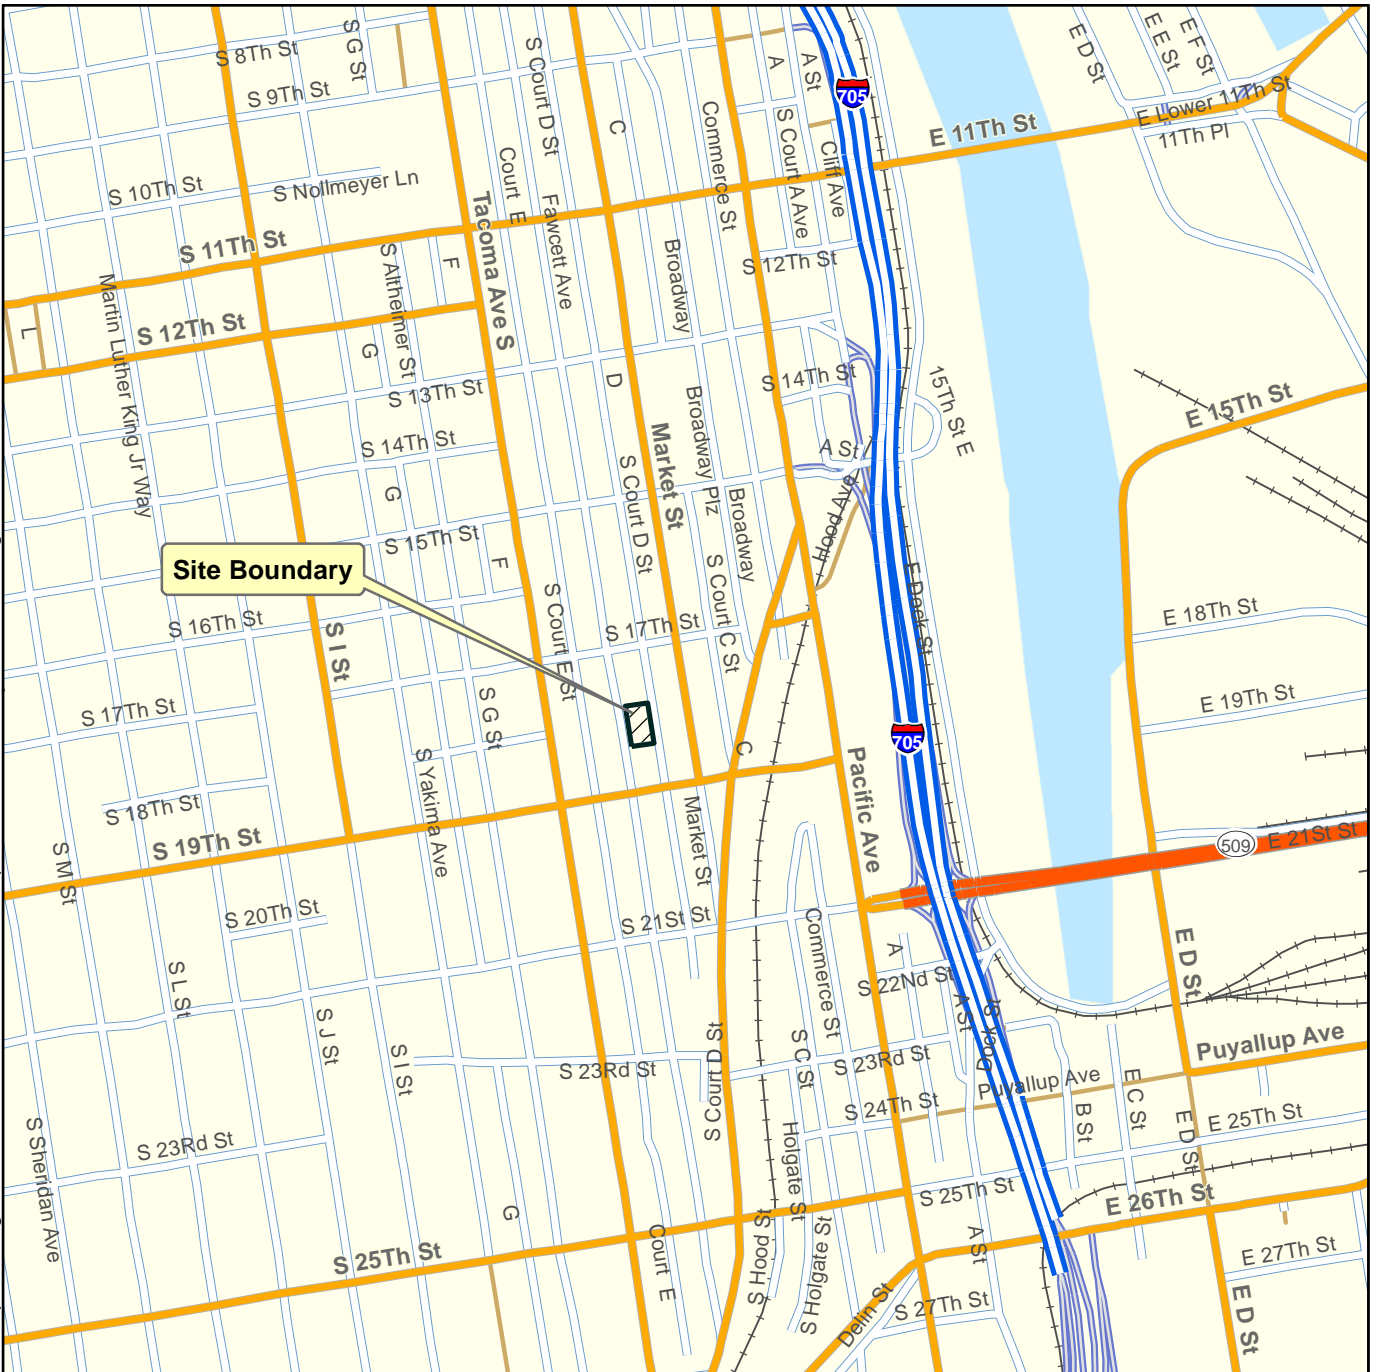 S 8Th St
S G St
S Court D St
C
A
A St
705
E D St
E E St
E F St
S 9Th St
Commerce St
S Court A Ave
Cliff Ave
E 11Th St
E Lower 11Th St
11Th Pl
S 10Th St
S Nollmeyer Ln
Court E
Fawcett Ave
Tacoma Ave S
S 11Th St
S Altheimer St
F
Broadway
S 12Th St
Martin Luther King Jr Way
L
S 12Th St
G
S 13Th St
D
S 14Th St
Broadway Plz
15Th St E
E 15Th St
Market St
S 14Th St
A St
G
S Court D St
Broadway
Hood Ave
S 15Th St
F
Site Boundary
S Court E St
S Court C St
E Dock St
S 16Th St
S I St
S 17Th St
E 18Th St
S 17Th St
S G St
E 19Th St
705
C
S Yakima Ave
Pacific Ave
S 18Th St
Market St
S 19Th St
509
E 21St St
S M St
S 20Th St
S 21St St
Commerce St
A
S 22Nd St
E D St
S L St
S J St
S I St
S Court D St
S C St
A St
Dock St
S 23Rd St
S 23Rd St
Puyallup Ave
Puyallup Ave
S 24Th St
B St
E C St
E D St
E 25Th St
S Sheridan Ave
S 23Rd St
Holgate St
S 25Th St
E 26Th St
G
S 25Th St
Court E
S Hood St
S Holgate St
A St
E 27Th St
Delin St
S 27Th St
E D St